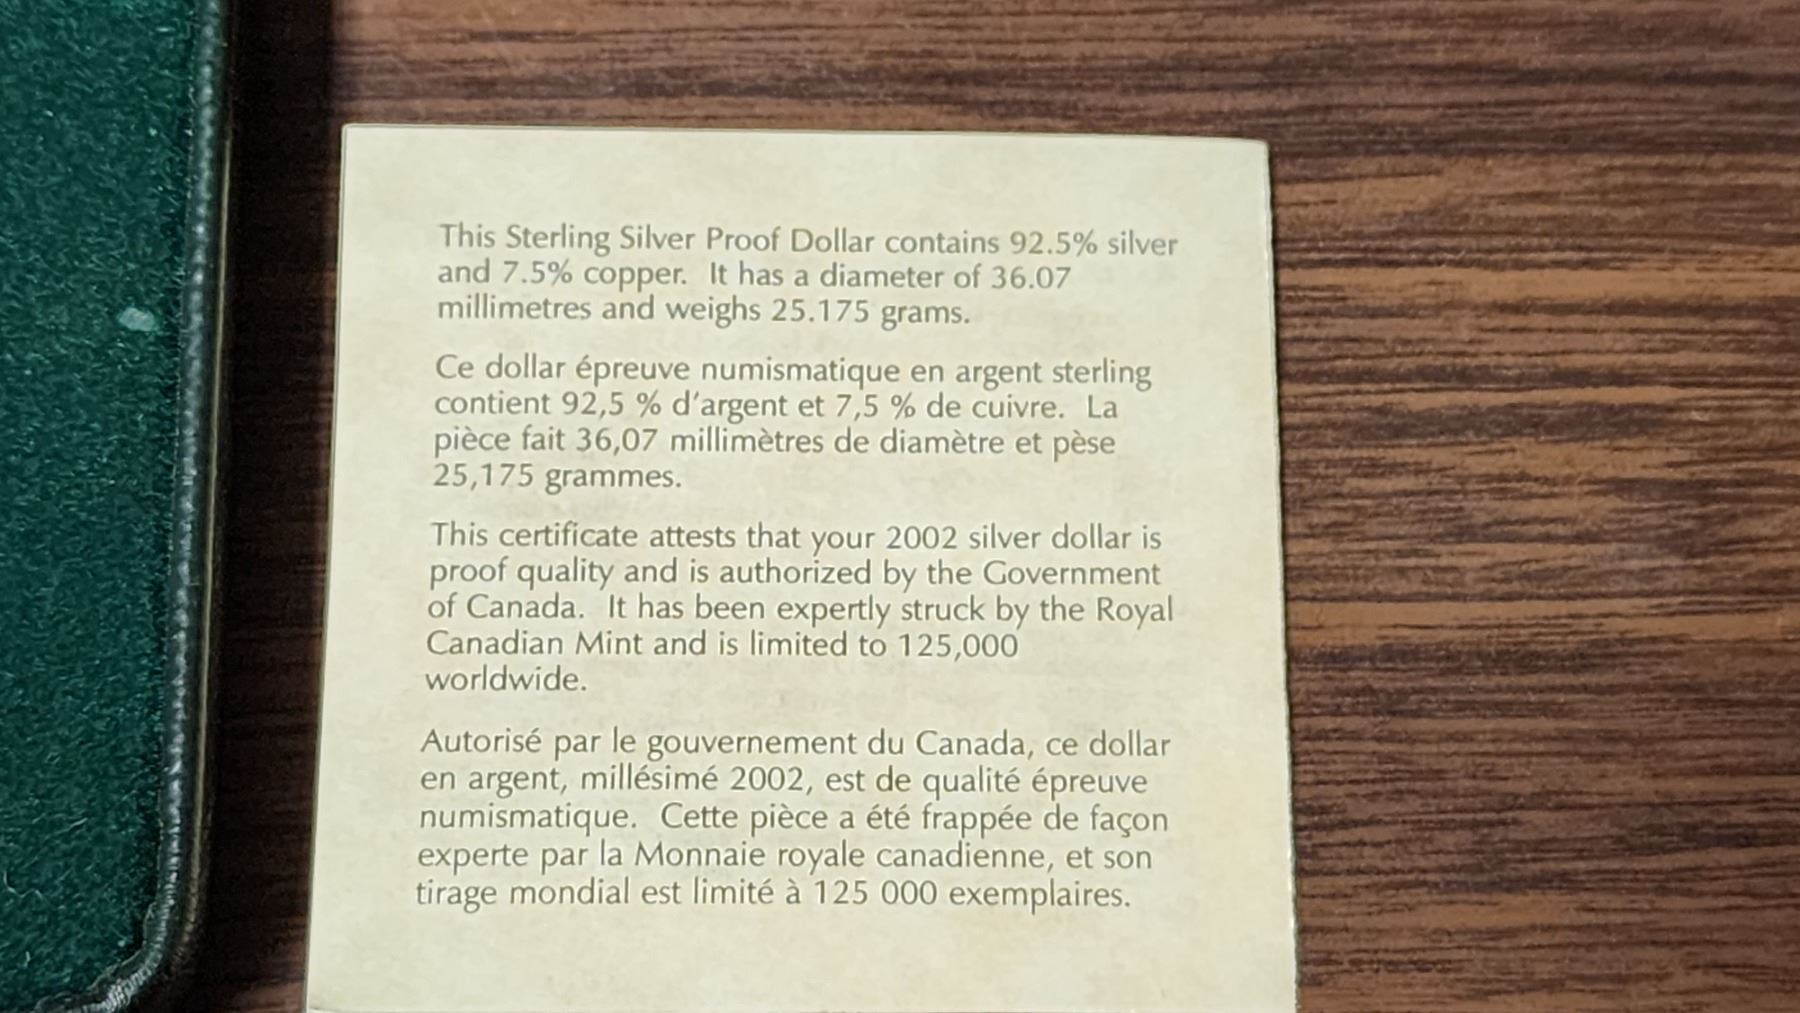 This Sterling Silver Proof Dollar contains 92.5% silver
and 7.5% copper. It has a diameter of 36.07
millimetres and weighs 25.175 grams.
Ce dollar épreuve numismatique en argent sterling
contient 92,5 % d'argent et 7,5 % de cuivre. La
pièce fait 36,07 millimètres de diamètre et pèse
25,175 grammes.
This certificate attests that your 2002 silver dollar is
proof quality and is authorized by the Government
of Canada. It has been expertly struck by the Royal
Canadian Mint and is limited to 125,000
worldwide.
Autorisé par le gouvernement du Canada, ce dollar
en argent, millésimé 2002, est de qualité épreuve
numismatique. Cette pièce a été frappée de façon
experte par la Monnaie royale canadienne, et son
tirage mondial est limité à 125 000 exemplaires.